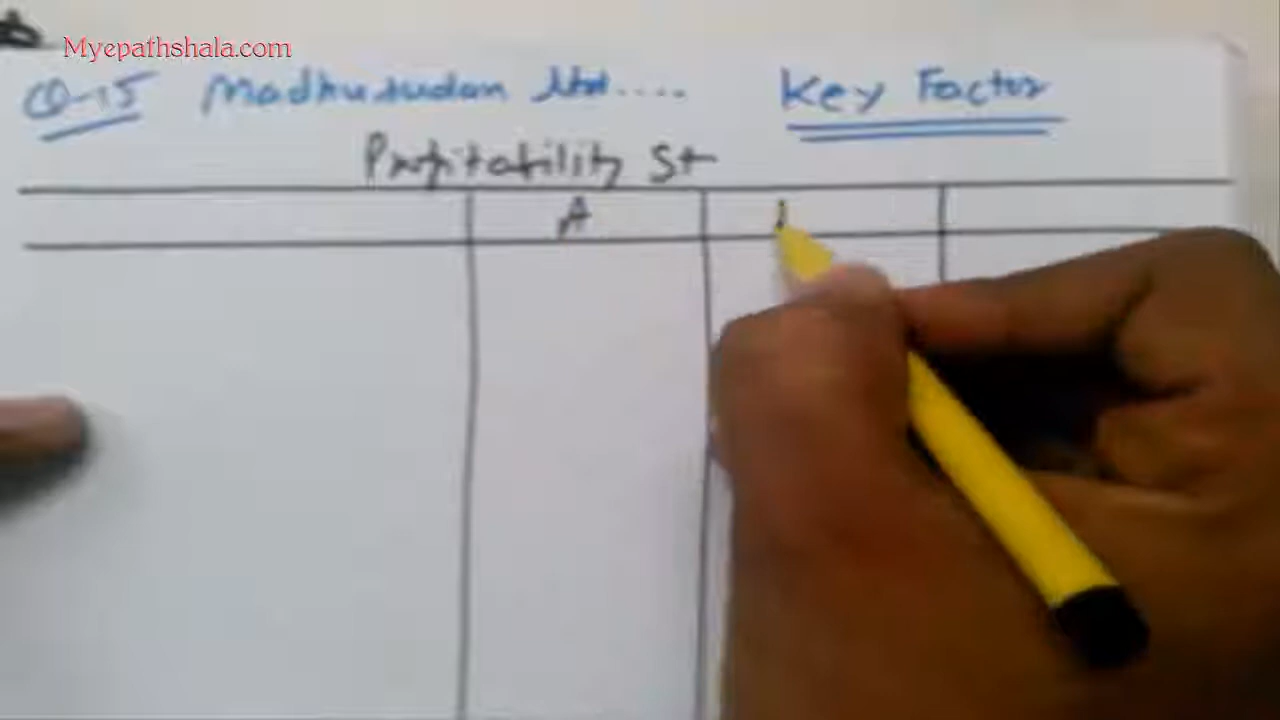 Myepathshala.com
Q-15 Madhusudan Ltd.... Key Factor
Profitability St
A